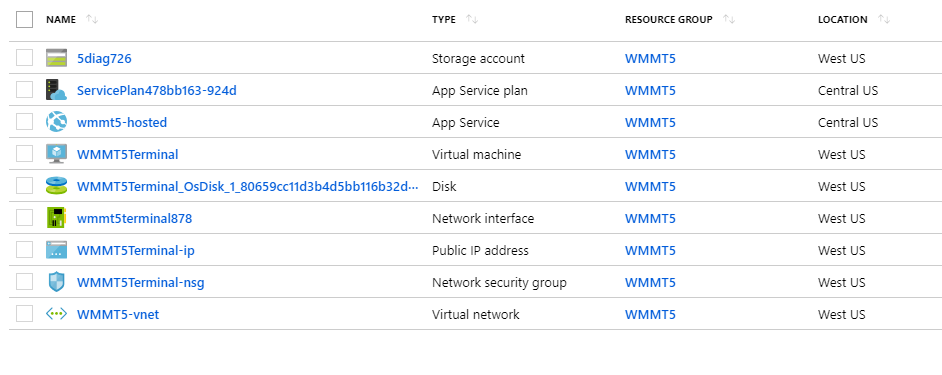 NAME TYPE RESOURCE GROUP LOCATION
5diag726 Storage account WMMT5 West US
ServicePlan478bb163-924d App Service plan WMMT5 Central US
wmmt5-hosted App Service WMMT5 Central US
WMMT5Terminal Virtual machine WMMT5 West US
WMMT5Terminal_OsDisk_1_80659cc11d3b4d5bb116b32d··· Disk WMMT5 West US
wmmt5terminal878 Network interface WMMT5 West US
WMMT5Terminal-ip Public IP address WMMT5 West US
WMMT5Terminal-nsg Network security group WMMT5 West US
WMMT5-vnet Virtual network WMMT5 West US